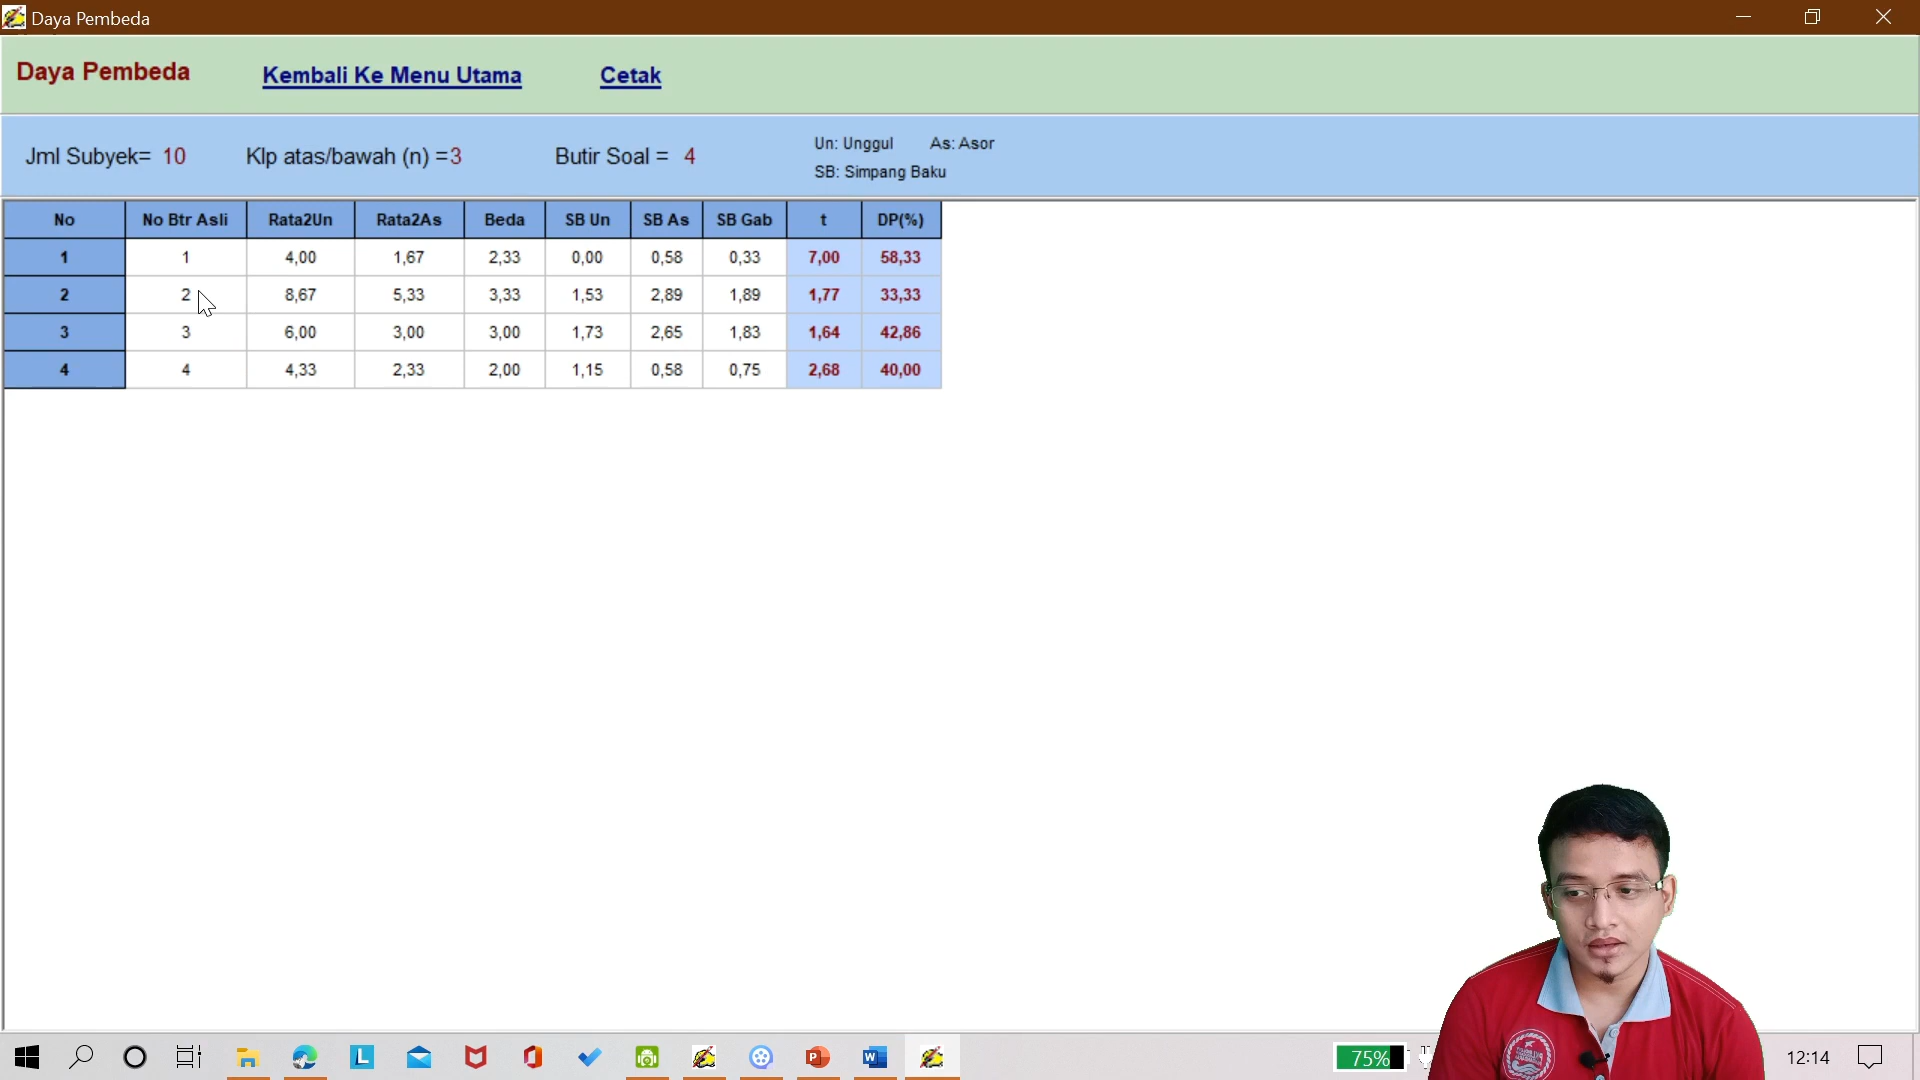 Daya Pembeda
Daya Pembeda Kembali Ke Menu Utama Cetak
Jml Subyek= 10 Klp atas/bawah (n) =3 Butir Soal = 4 Un: Unggul As: Asor
SB: Simpang Baku
No No Btr Asli Rata2Un Rata2As Beda SB Un SB As SB Gab t DP(%)
1 1 4,00 1,67 2,33 0,00 0,58 0,33 7,00 58,33
2 2 8,67 5,33 3,33 1,53 2,89 1,89 1,77 33,33
3 3 6,00 3,00 3,00 1,73 2,65 1,83 1,64 42,86
4 4 4,33 2,33 2,00 1,15 0,58 0,75 2,68 40,00
75% 12:14